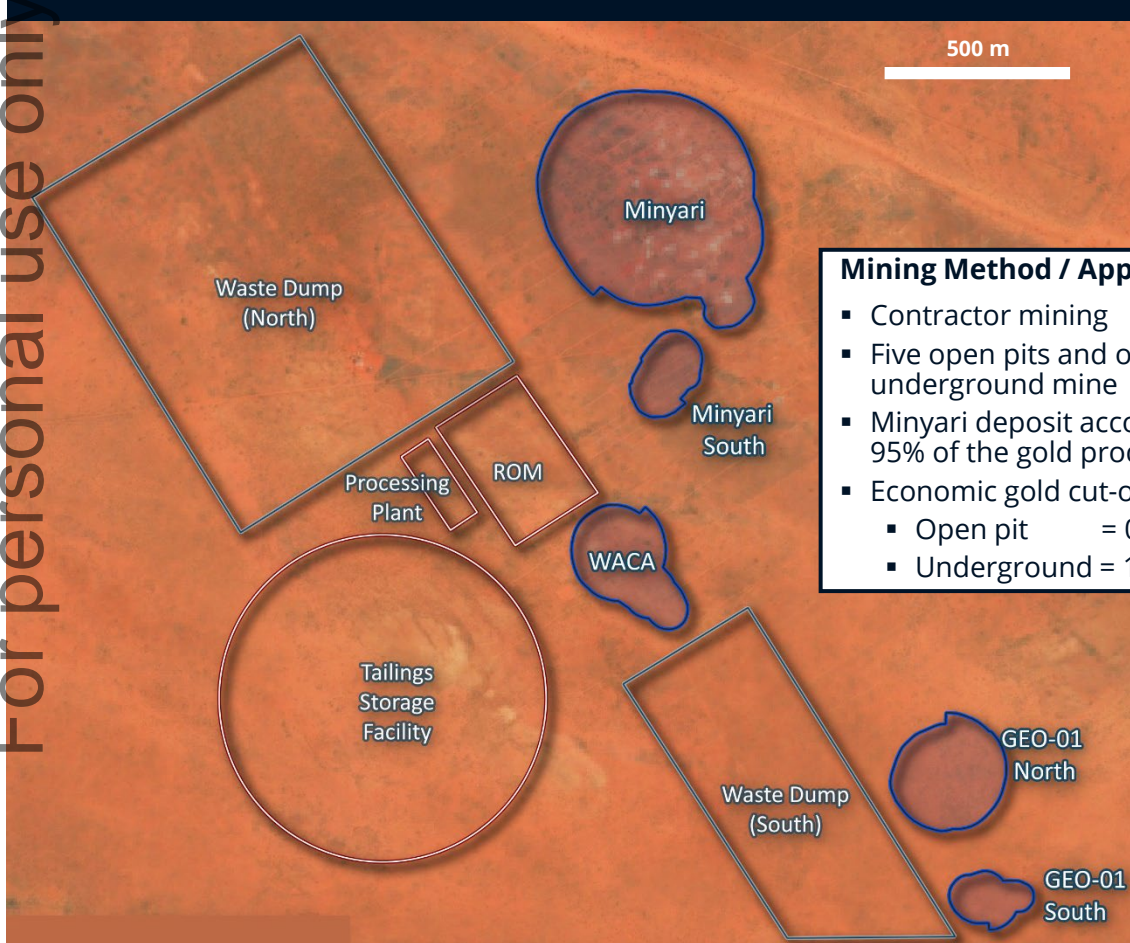 For personal use only
500 m
Minyari
Waste Dump
(North)
Mining Method / App
▪ Contractor mining
▪ Five open pits and o
underground mine
▪ Minyari deposit acco
95% of the gold proc
▪ Economic gold cut-o
▪ Open pit = 0
▪ Underground = 1
Minyari
South
Processing
Plant
ROM
WACA
Tailings
Storage
Facility
GEO-01
North
Waste Dump
(South)
GEO-01
South